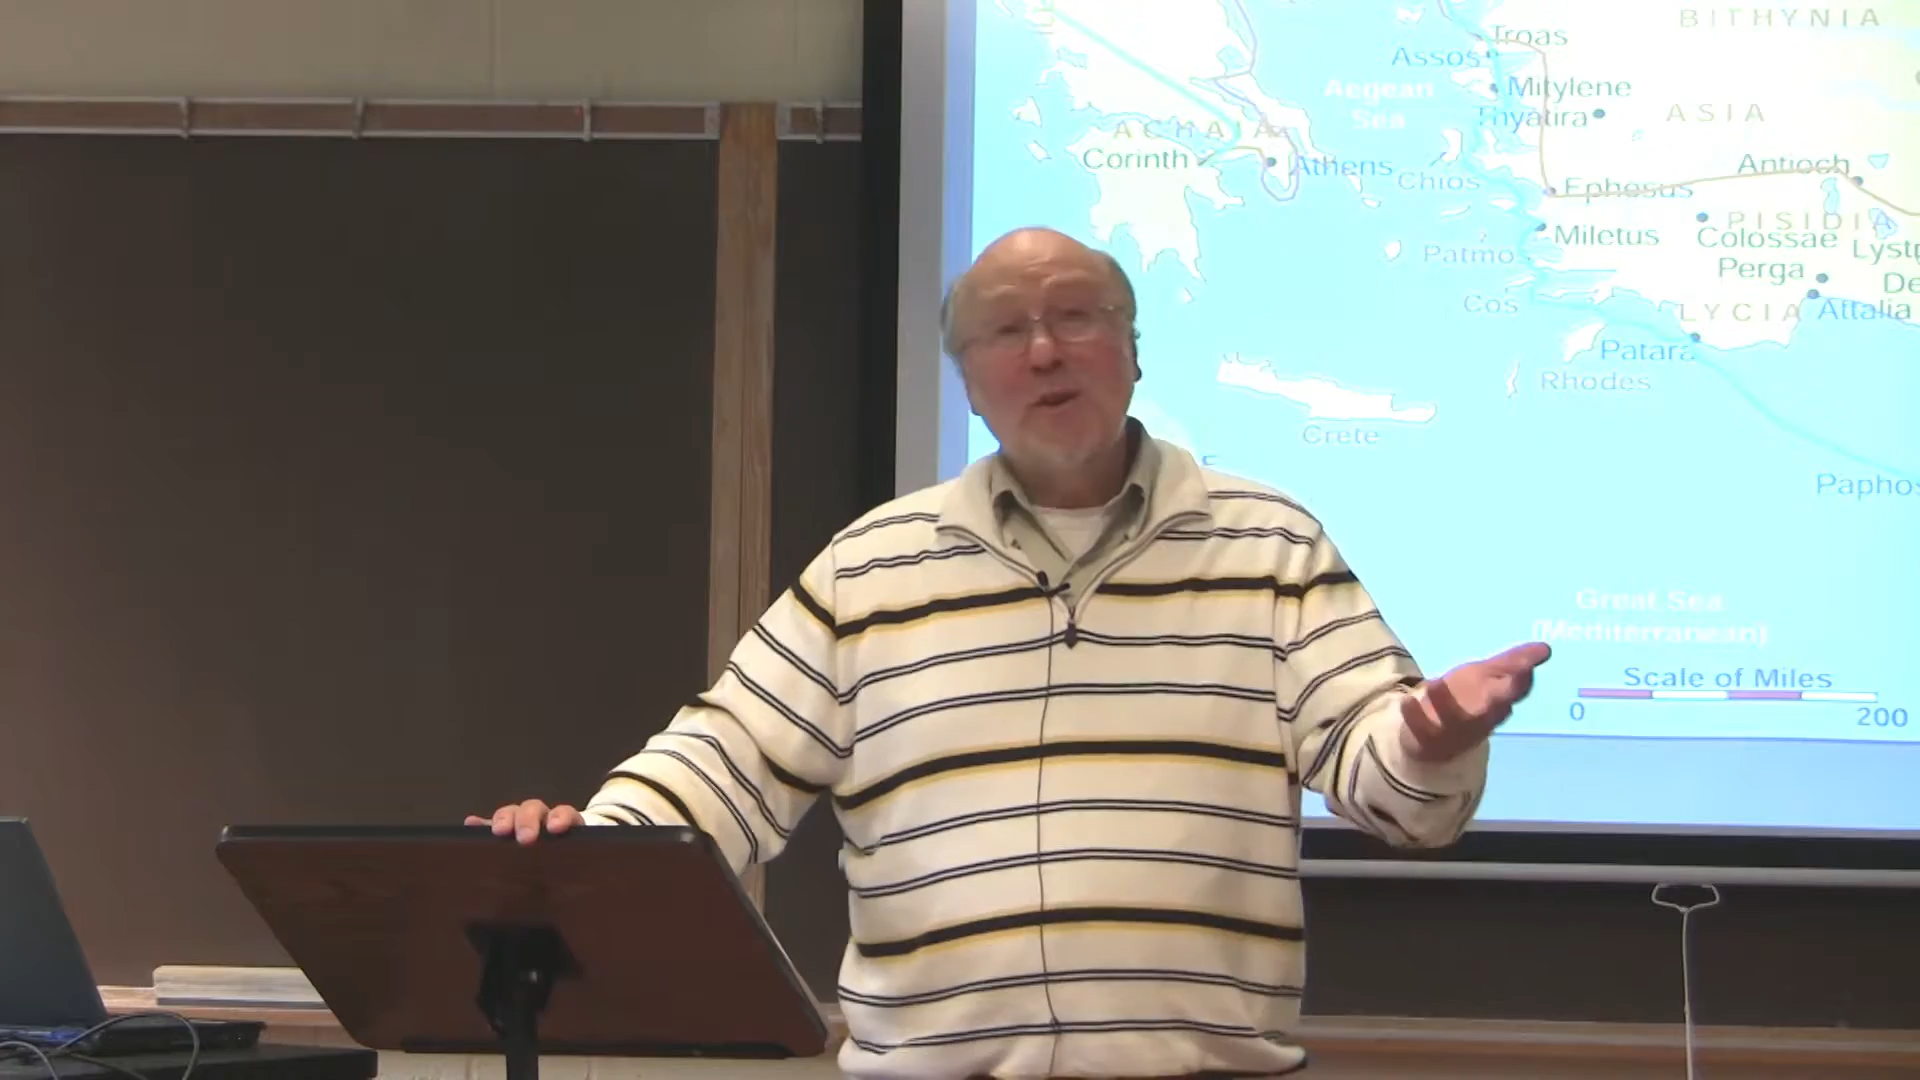 BITHYNIA
Troas
Assos
Mitylene
Aegean
Sea
Thyatira
ASIA
ACHAIA
Corinth
Athens
Chios
Antioch
Ephesus
PISIDIA
Miletus
Colossae
Patmos
Perga
Cos
LYCIA
Attalia
Patara
Rhodes
Crete
Great Sea
(Mediterranean)
Scale of Miles
0
200